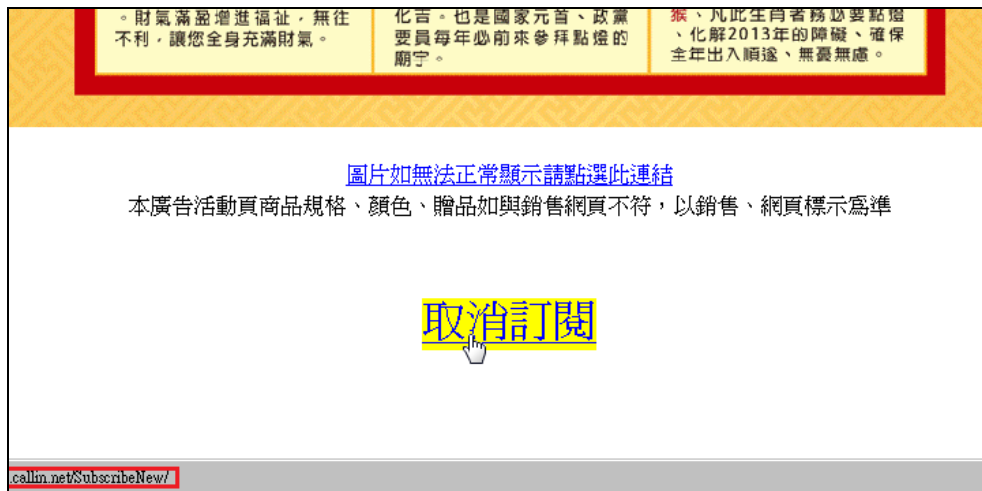 。財氣滿盈增進福祉，無往
不利，讓您全身充滿財氣。
化吉。也是國家元首、政黨
要員每年必前來參拜點燈的
廟宇。
猴、凡此生肖者務必要點燈
、化解2013年的障礙、確保
全年出入順遂、無憂無慮。
圖片如無法正常顯示請點選此連結
本廣告活動頁商品規格、顏色、贈品如與銷售網頁不符，以銷售、網頁標示為準
取消訂閱
.callin.net/SubscribeNew/